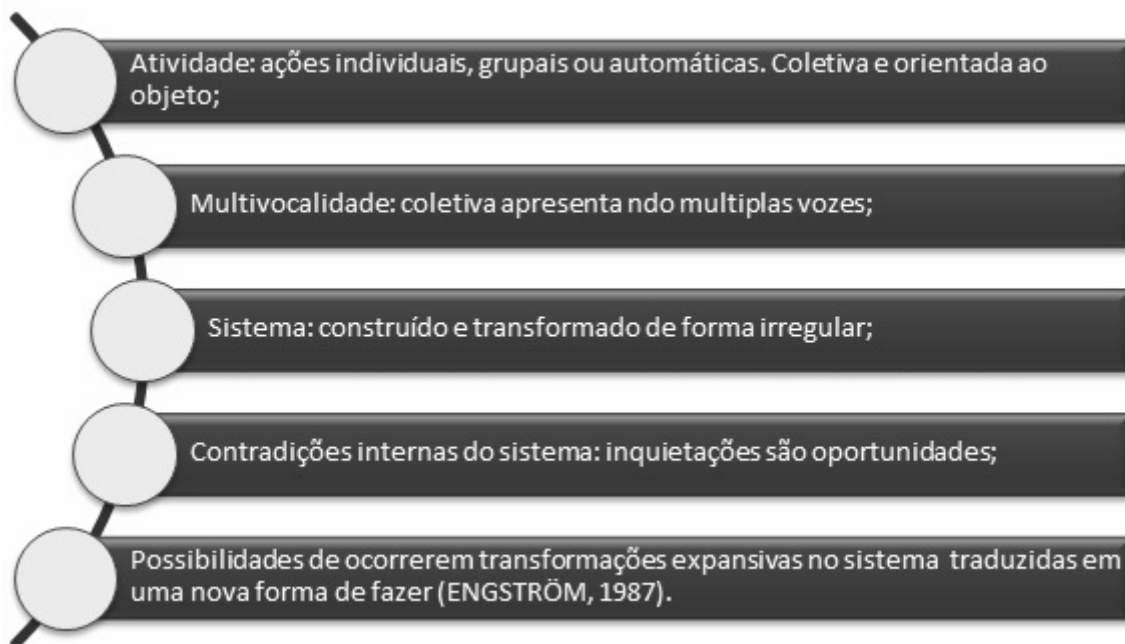 Atividade: ações individuais, grupais ou automáticas. Coletiva e orientada ao
objeto;
Multivocalidade: coletiva apresenta ndo multiplas vozes;
Sistema: construído e transformado de forma irregular;
Contradições internas do sistema: inquietações são oportunidades;
Possibilidades de ocorrerem transformações expansivas no sistema traduzidas em
uma nova forma de fazer (ENGSTRÖM, 1987).